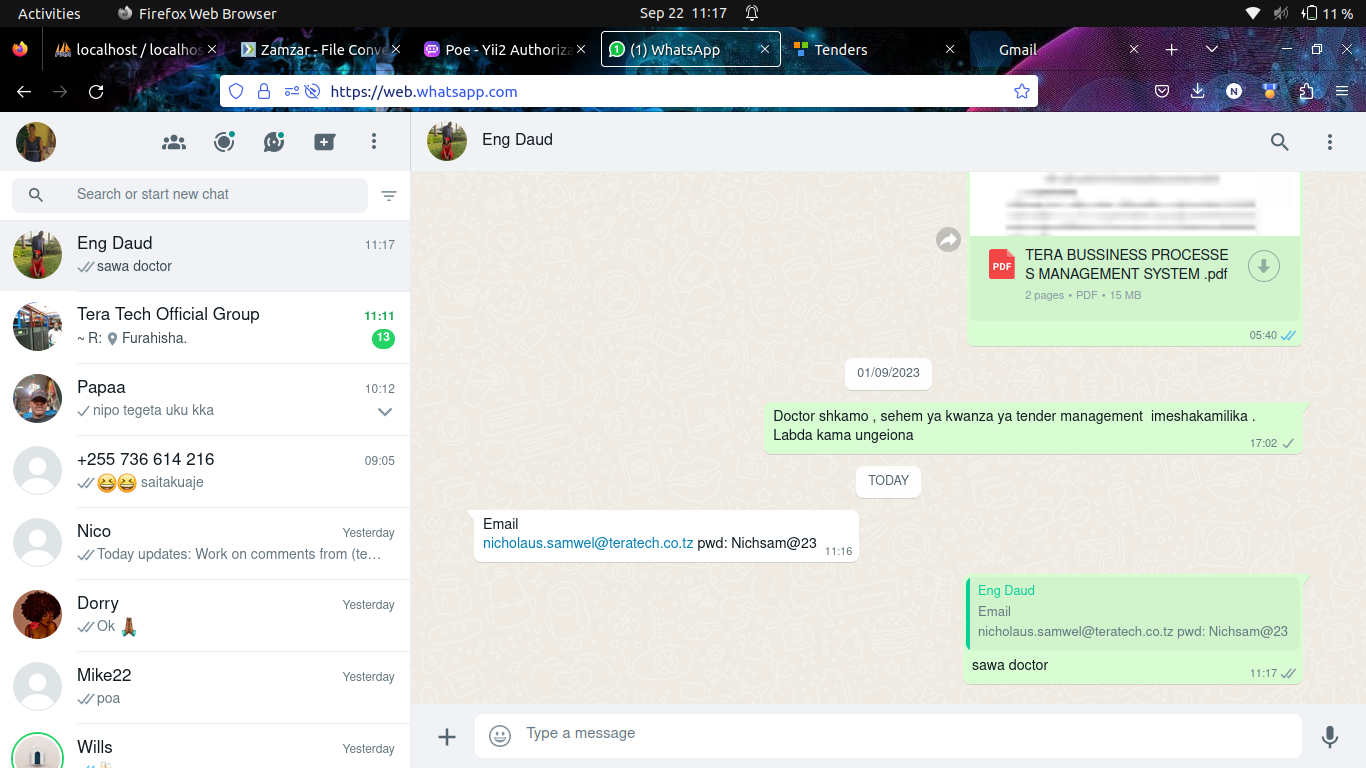 Activities
Firefox Web Browser
Sep 22 11:17
11 %
localhost / localhos
Zamzar - File Conve
Poe - Yii2 Authoriza
(1) WhatsApp
Tenders
Gmail
https://web.whatsapp.com
N
Search or start new chat
Eng Daud
11:17
sawa doctor
Tera Tech Official Group
11:11
~ R: Furahisha.
13
Papaa
10:12
nipo tegeta uku kka
+255 736 614 216
09:05
saitakuaje
Nico
Yesterday
Today updates: Work on comments from (te…
Dorry
Yesterday
Ok
Mike22
Yesterday
poa
Wills
Yesterday
Eng Daud
PDF
TERA BUSSINESS PROCESSE
S MANAGEMENT SYSTEM .pdf
2 pages • PDF • 15 MB
05:40
01/09/2023
Doctor shkamo , sehem ya kwanza ya tender management imeshakamilika .
Labda kama ungeiona
17:02
TODAY
Email
nicholaus.samwel@teratech.co.tz pwd: Nichsam@23
11:16
Eng Daud
Email
nicholaus.samwel@teratech.co.tz pwd: Nichsam@23
sawa doctor
11:17
Type a message